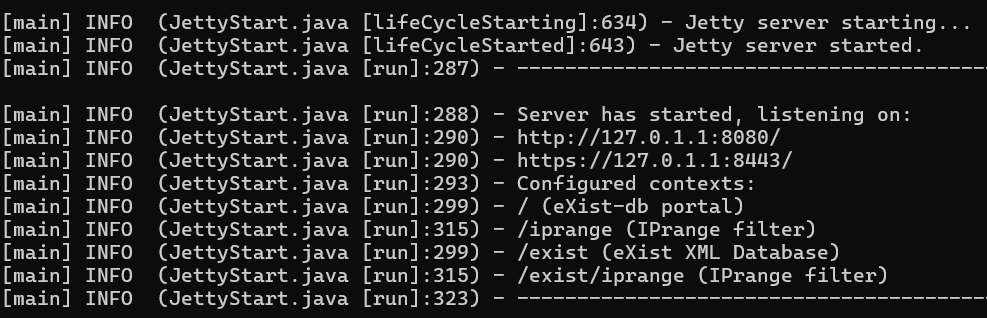 [main] INFO  (JettyStart.java [lifeCycleStarting]:634) - Jetty server starting...
[main] INFO  (JettyStart.java [lifeCycleStarted]:643) - Jetty server started.
[main] INFO  (JettyStart.java [run]:287) - -----------------------------------------
[main] INFO  (JettyStart.java [run]:288) - Server has started, listening on:
[main] INFO  (JettyStart.java [run]:290) - http://127.0.1.1:8080/
[main] INFO  (JettyStart.java [run]:290) - https://127.0.1.1:8443/
[main] INFO  (JettyStart.java [run]:293) - Configured contexts:
[main] INFO  (JettyStart.java [run]:299) - / (eXist-db portal)
[main] INFO  (JettyStart.java [run]:315) - /iprange (IPrange filter)
[main] INFO  (JettyStart.java [run]:299) - /exist (eXist XML Database)
[main] INFO  (JettyStart.java [run]:315) - /exist/iprange (IPrange filter)
[main] INFO  (JettyStart.java [run]:323) - -----------------------------------------